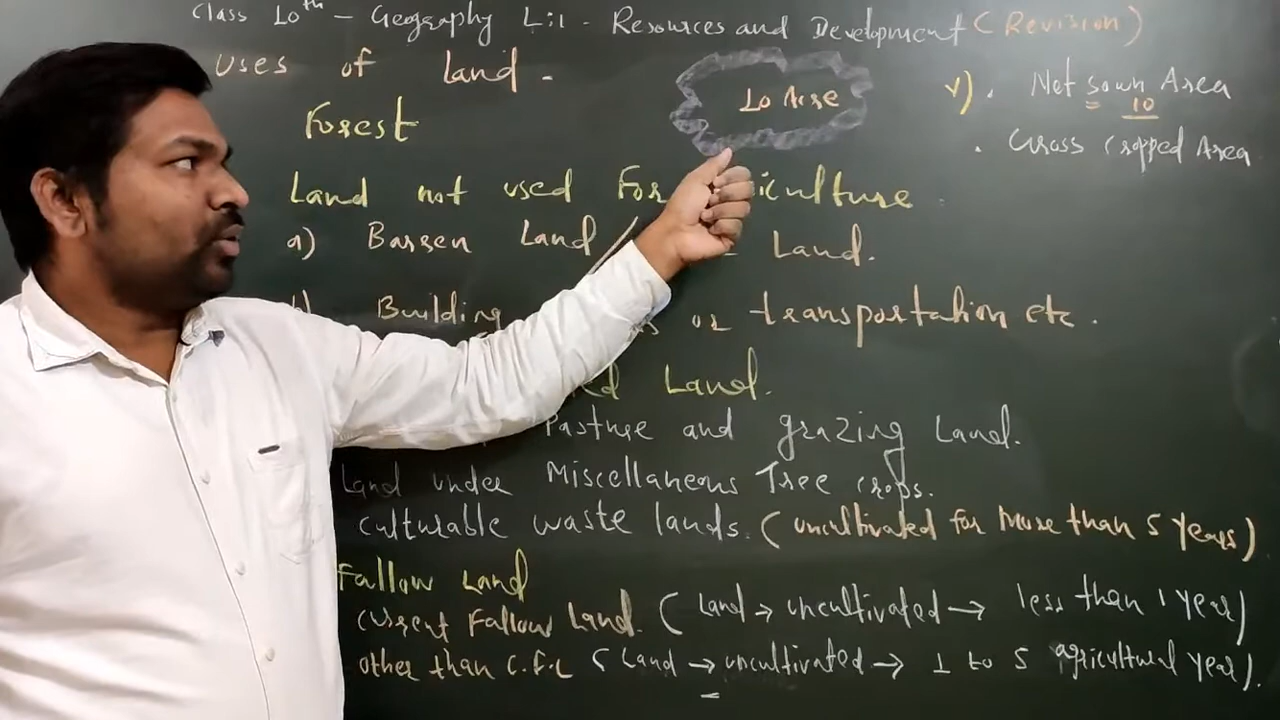 Class 10th - Geography L:1 - Resources and Development (Revision)
Uses of Land -
10 Acre
v). . Net sown Area
10
. Gross Cropped Area
Forest
Land not used For iculture
a) Barren Land / Land.
b) Building or transportation etc.
Land.
Pasture and grazing Land.
Land under Miscellaneous Tree crops.
culturable waste lands. (uncultivated for More than 5 years)
Fallow Land
Current Fallow Land. ( Land → uncultivated → less than 1 year)
other than C.F.L ( Land → uncultivated → 1 to 5 agricultural year).